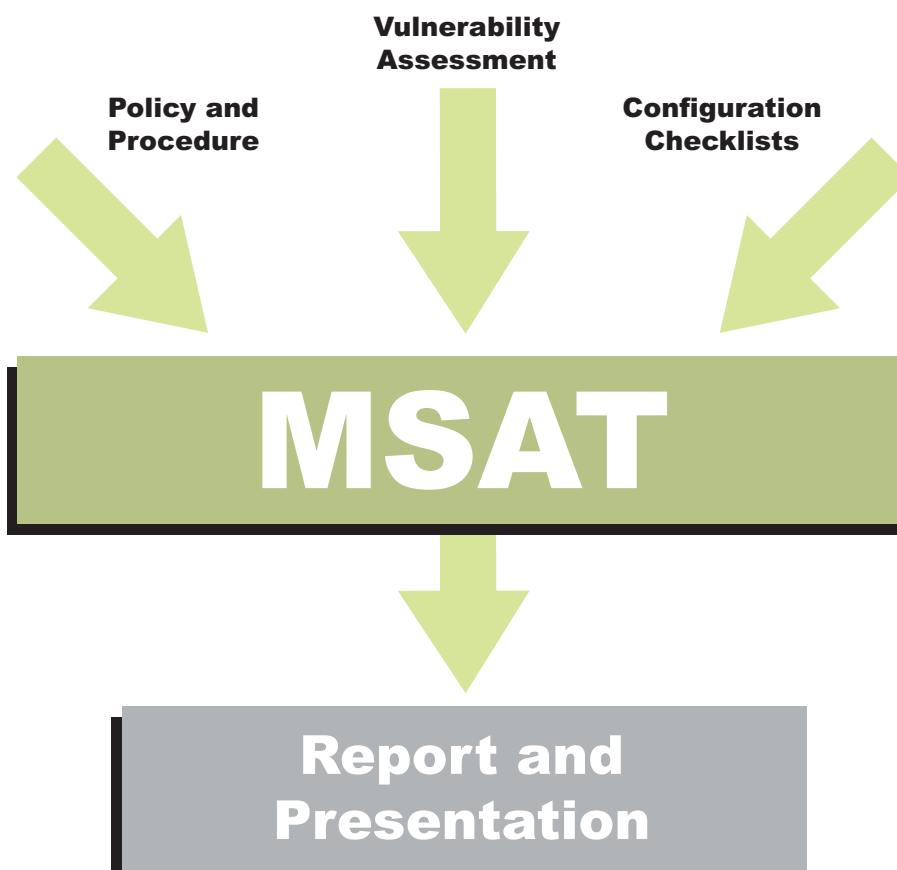 Vulnerability
Assessment
Policy and
Procedure
Configuration
Checklists
MSAT
Report and
Presentation